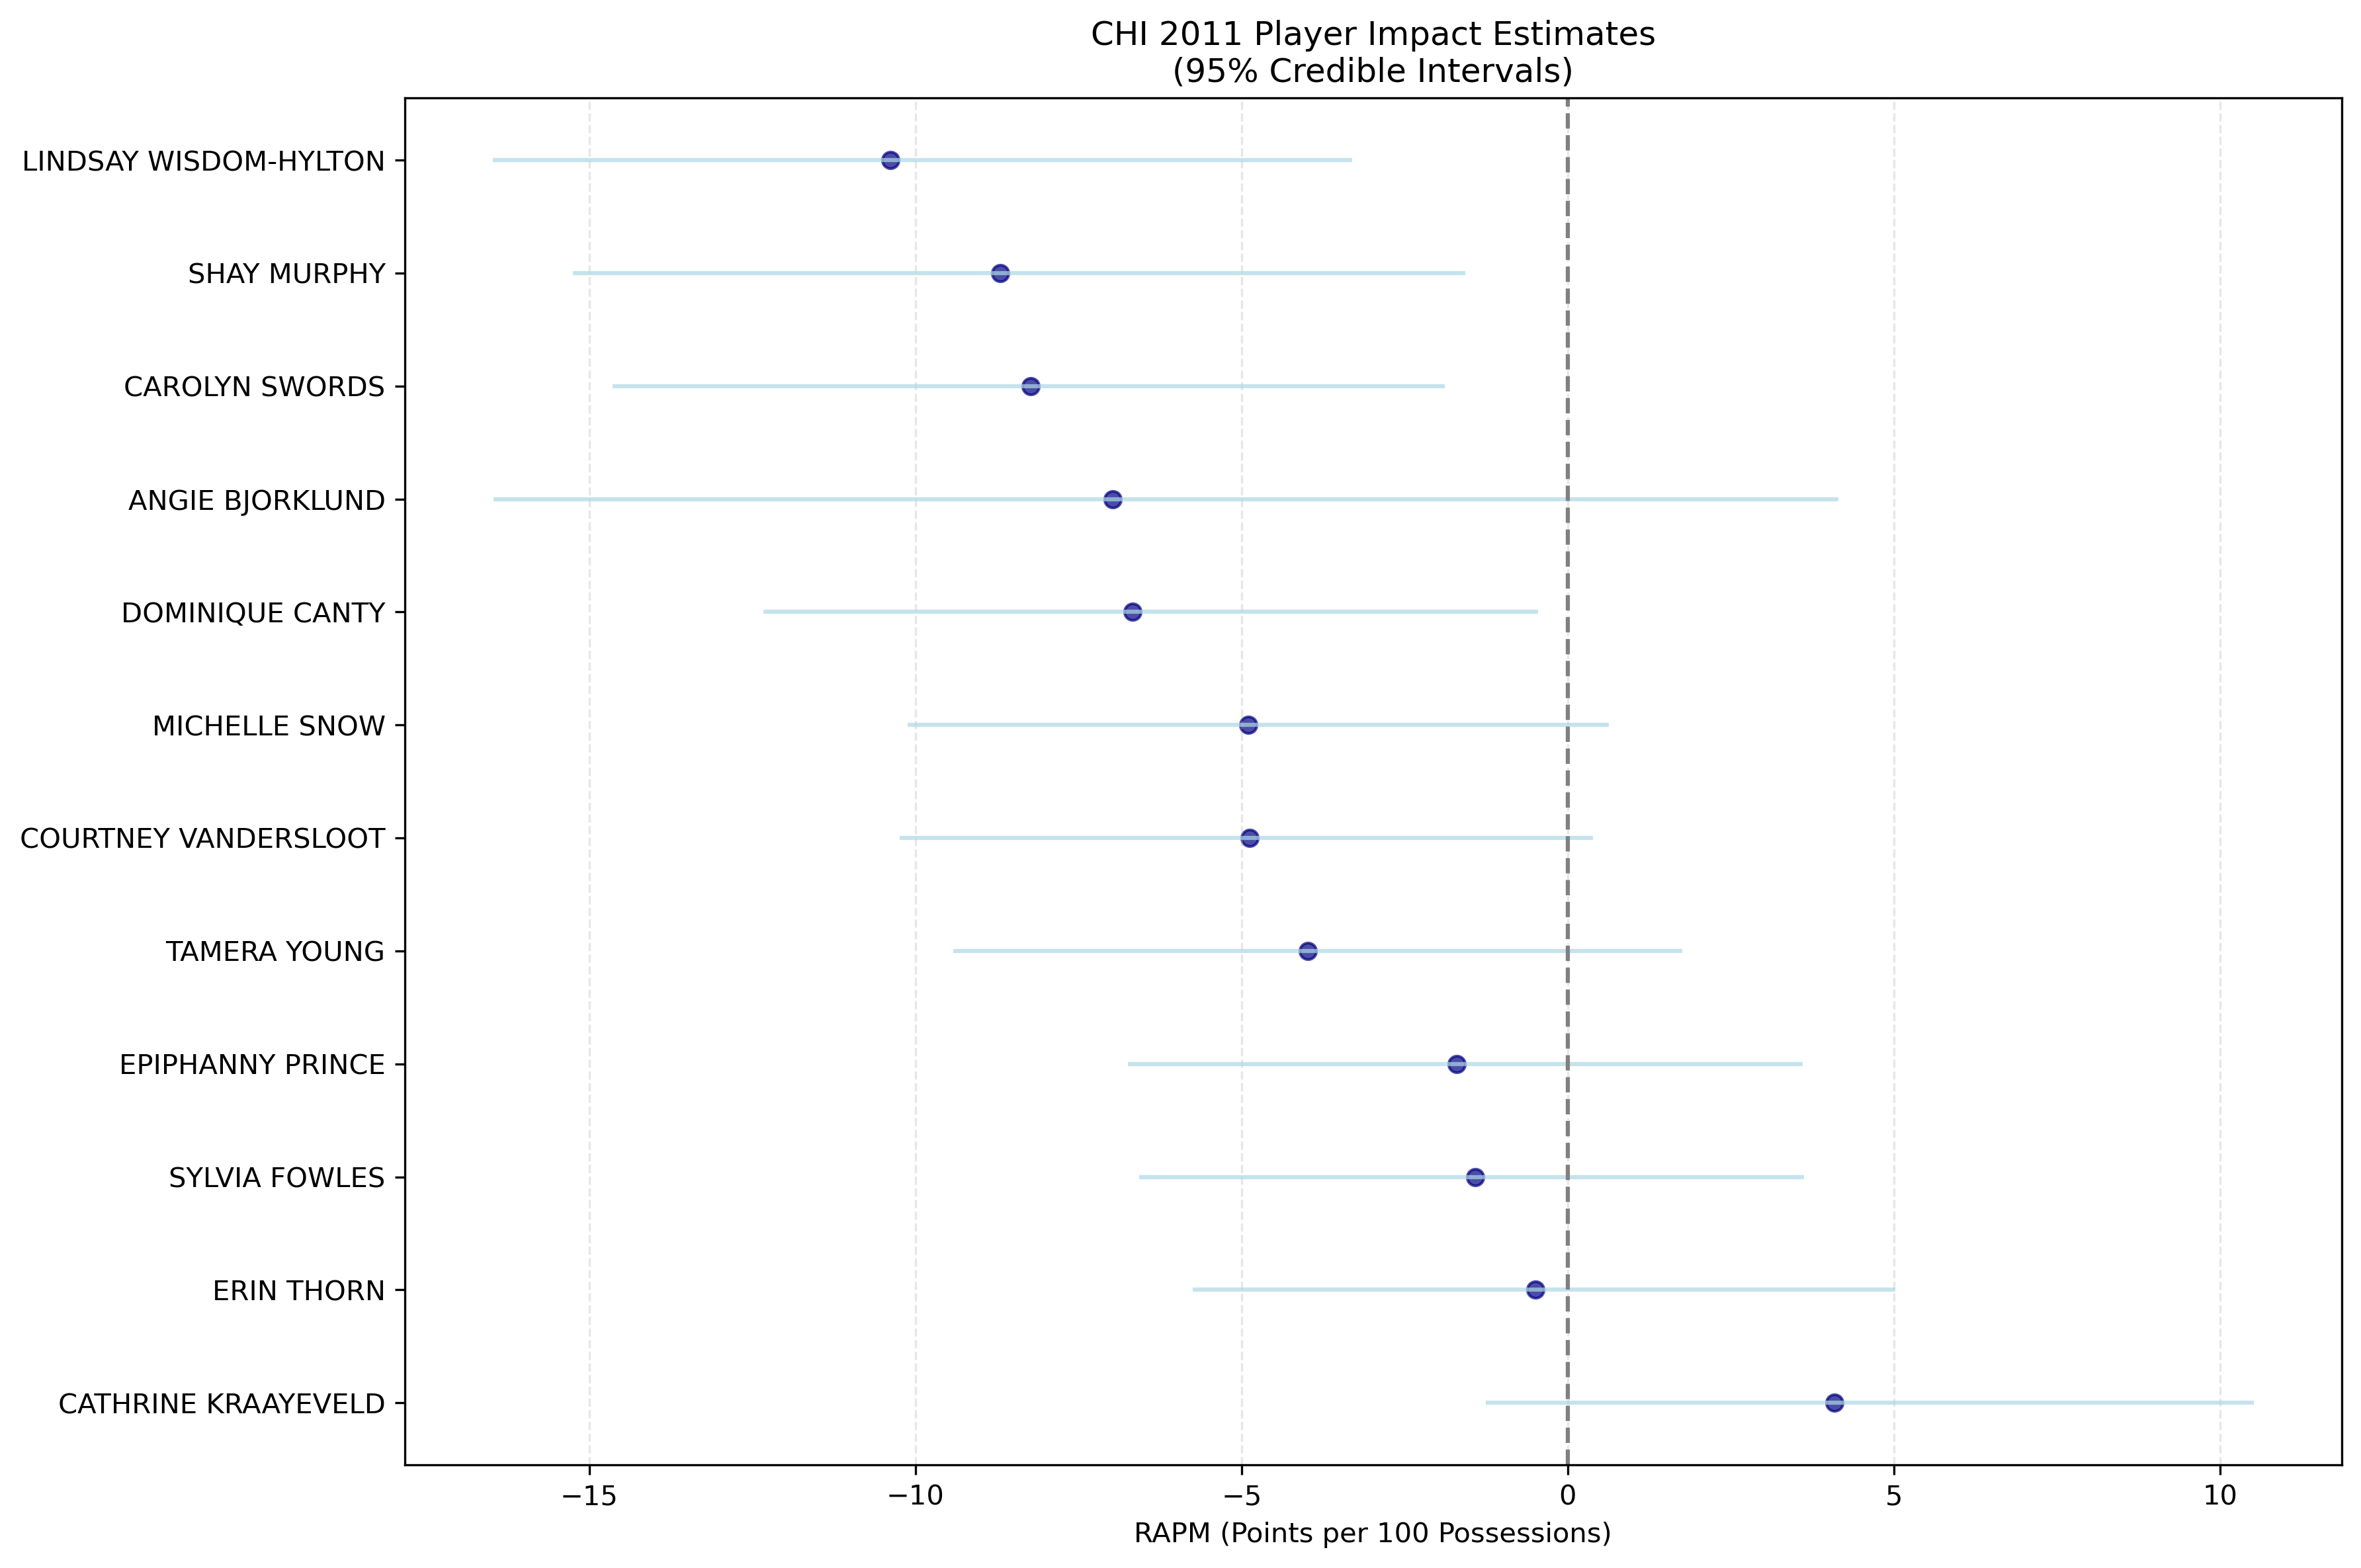 CHI 2011 Player Impact Estimates
(95% Credible Intervals)
LINDSAY WISDOM-HYLTON
SHAY MURPHY
CAROLYN SWORDS
ANGIE BJORKLUND
DOMINIQUE CANTY
MICHELLE SNOW
COURTNEY VANDERSLOOT
TAMERA YOUNG
EPIPHANNY PRINCE
SYLVIA FOWLES
ERIN THORN
CATHRINE KRAAYEVELD
−15 −10 −5 0 5 10
RAPM (Points per 100 Possessions)